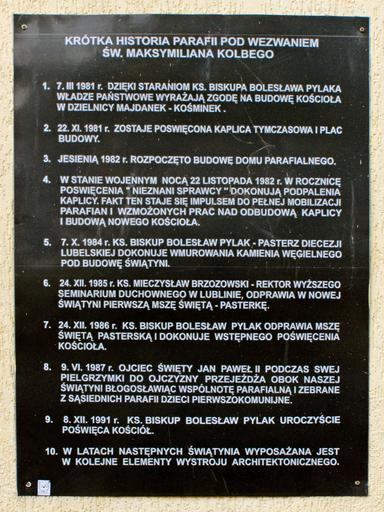 KRÓTKA HISTORIA PARAFII POD WEZWANIEM
ŚW. MAKSYMILIANA KOLBEGO
1. 7. III 1981 r. DZIĘKI STARANIOM KS. BISKUPA BOLESŁAWA PYLAKA
WŁADZE PAŃSTWOWE WYRAŻAJĄ ZGODĘ NA BUDOWĘ KOŚCIOŁA
W DZIELNICY MAJDANEK - KOŚMINEK .
2. 22. XI. 1981 r. ZOSTAJE POŚWIĘCONA KAPLICA TYMCZASOWA I PLAC
BUDOWY.
3. JESIENIĄ 1982 r. ROZPOCZĘTO BUDOWĘ DOMU PARAFIALNEGO.
4. W STANIE WOJENNYM NOCĄ 22 LISTOPADA 1982 r. W ROCZNICĘ
POŚWIĘCENIA " NIEZNANI SPRAWCY " DOKONUJĄ PODPALENIA
KAPLICY. FAKT TEN STAJE SIĘ IMPULSEM DO PEŁNEJ MOBILIZACJI
PARAFIAN I WZMOŻONYCH PRAC NAD ODBUDOWĄ KAPLICY
I BUDOWĄ NOWEGO KOŚCIOŁA.
5. 7. X. 1984 r. KS. BISKUP BOLESŁAW PYLAK - PASTERZ DIECEZJI
LUBELSKIEJ DOKONUJE WMUROWANIA KAMIENIA WĘGIELNEGO
POD BUDOWĘ ŚWIĄTYNI.
6. 24. XII. 1985 r. KS. MIECZYSŁAW BRZOZOWSKI - REKTOR WYŻSZEGO
SEMINARIUM DUCHOWNEGO W LUBLINIE, ODPRAWIA W NOWEJ
ŚWIĄTYNI PIERWSZĄ MSZĘ ŚWIĘTĄ - PASTERKĘ.
7. 24. XII. 1986 r. KS. BISKUP BOLESŁAW PYLAK ODPRAWIA MSZĘ
ŚWIĘTĄ PASTERSKĄ I DOKONUJE WSTĘPNEGO POŚWIĘCENIA
KOŚCIOŁA.
8. 9. VI. 1987 r. OJCIEC ŚWIĘTY JAN PAWEŁ II PODCZAS SWEJ
PIELGRZYMKI DO OJCZYZNY PRZEJEŻDŻA OBOK NASZEJ
ŚWIĄTYNI BŁOGOSŁAWIĄC WSPÓLNOTĘ PARAFIALNĄ I ZEBRANE
Z SĄSIEDNICH PARAFII DZIECI PIERWSZOKOMUNIJNE.
9. 8. XII. 1991 r. KS. BISKUP BOLESŁAW PYLAK UROCZYŚCIE
POŚWIĘCA KOŚCIÓŁ.
10. W LATACH NASTĘPNYCH ŚWIĄTYNIA WYPOSAŻANA JEST
W KOLEJNE ELEMENTY WYSTROJU ARCHITEKTONICZNEGO.